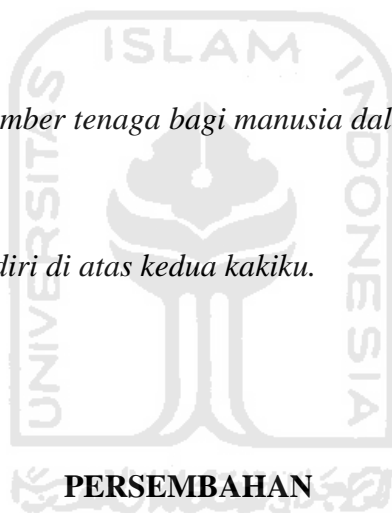 ISLAM
UNIVERSITAS
INDONESIA
mber tenaga bagi manusia dal
diri di atas kedua kakiku.
PERSEMBAHAN